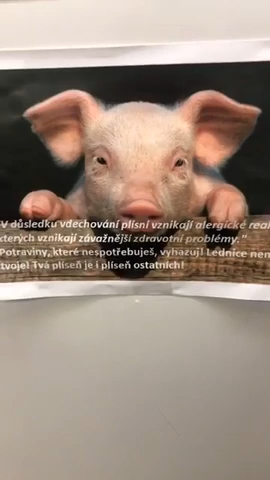 "V důsledku vdechování plísní vznikají alergické reak
kterých vznikají závažnější zdravotní problémy."
Potraviny, které nespotřebuješ, vyhazuj! Lednice nen
tvoje! Tvá plíseň je i plíseň ostatních!